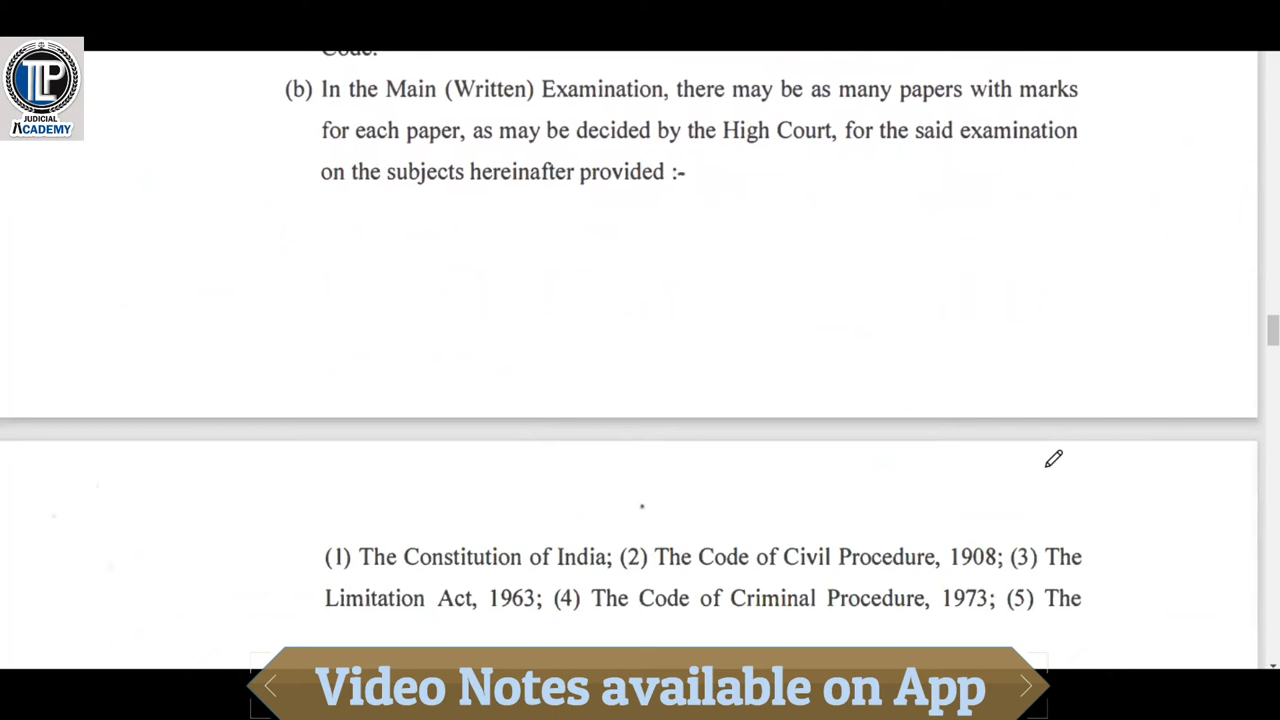 Code.
TLP
JUDICIAL
ACADEMY
(b) In the Main (Written) Examination, there may be as many papers with marks
for each paper, as may be decided by the High Court, for the said examination
on the subjects hereinafter provided :-
(1) The Constitution of India; (2) The Code of Civil Procedure, 1908; (3) The
Limitation Act, 1963; (4) The Code of Criminal Procedure, 1973; (5) The
Video Notes available on App